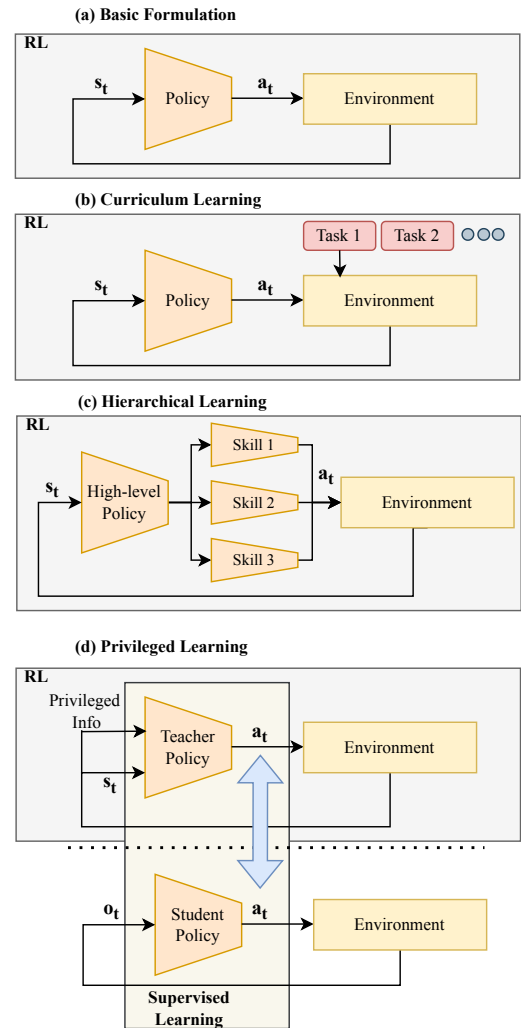 (a) Basic Formulation
RL
s_t
Policy
a_t
Environment
(b) Curriculum Learning
RL
Task 1
Task 2
s_t
Policy
a_t
Environment
(c) Hierarchical Learning
RL
s_t
High-level
Policy
Skill 1
Skill 2
Skill 3
a_t
Environment
(d) Privileged Learning
RL
Privileged
Info
s_t
Teacher
Policy
a_t
Environment
o_t
Student
Policy
a_t
Environment
Supervised
Learning